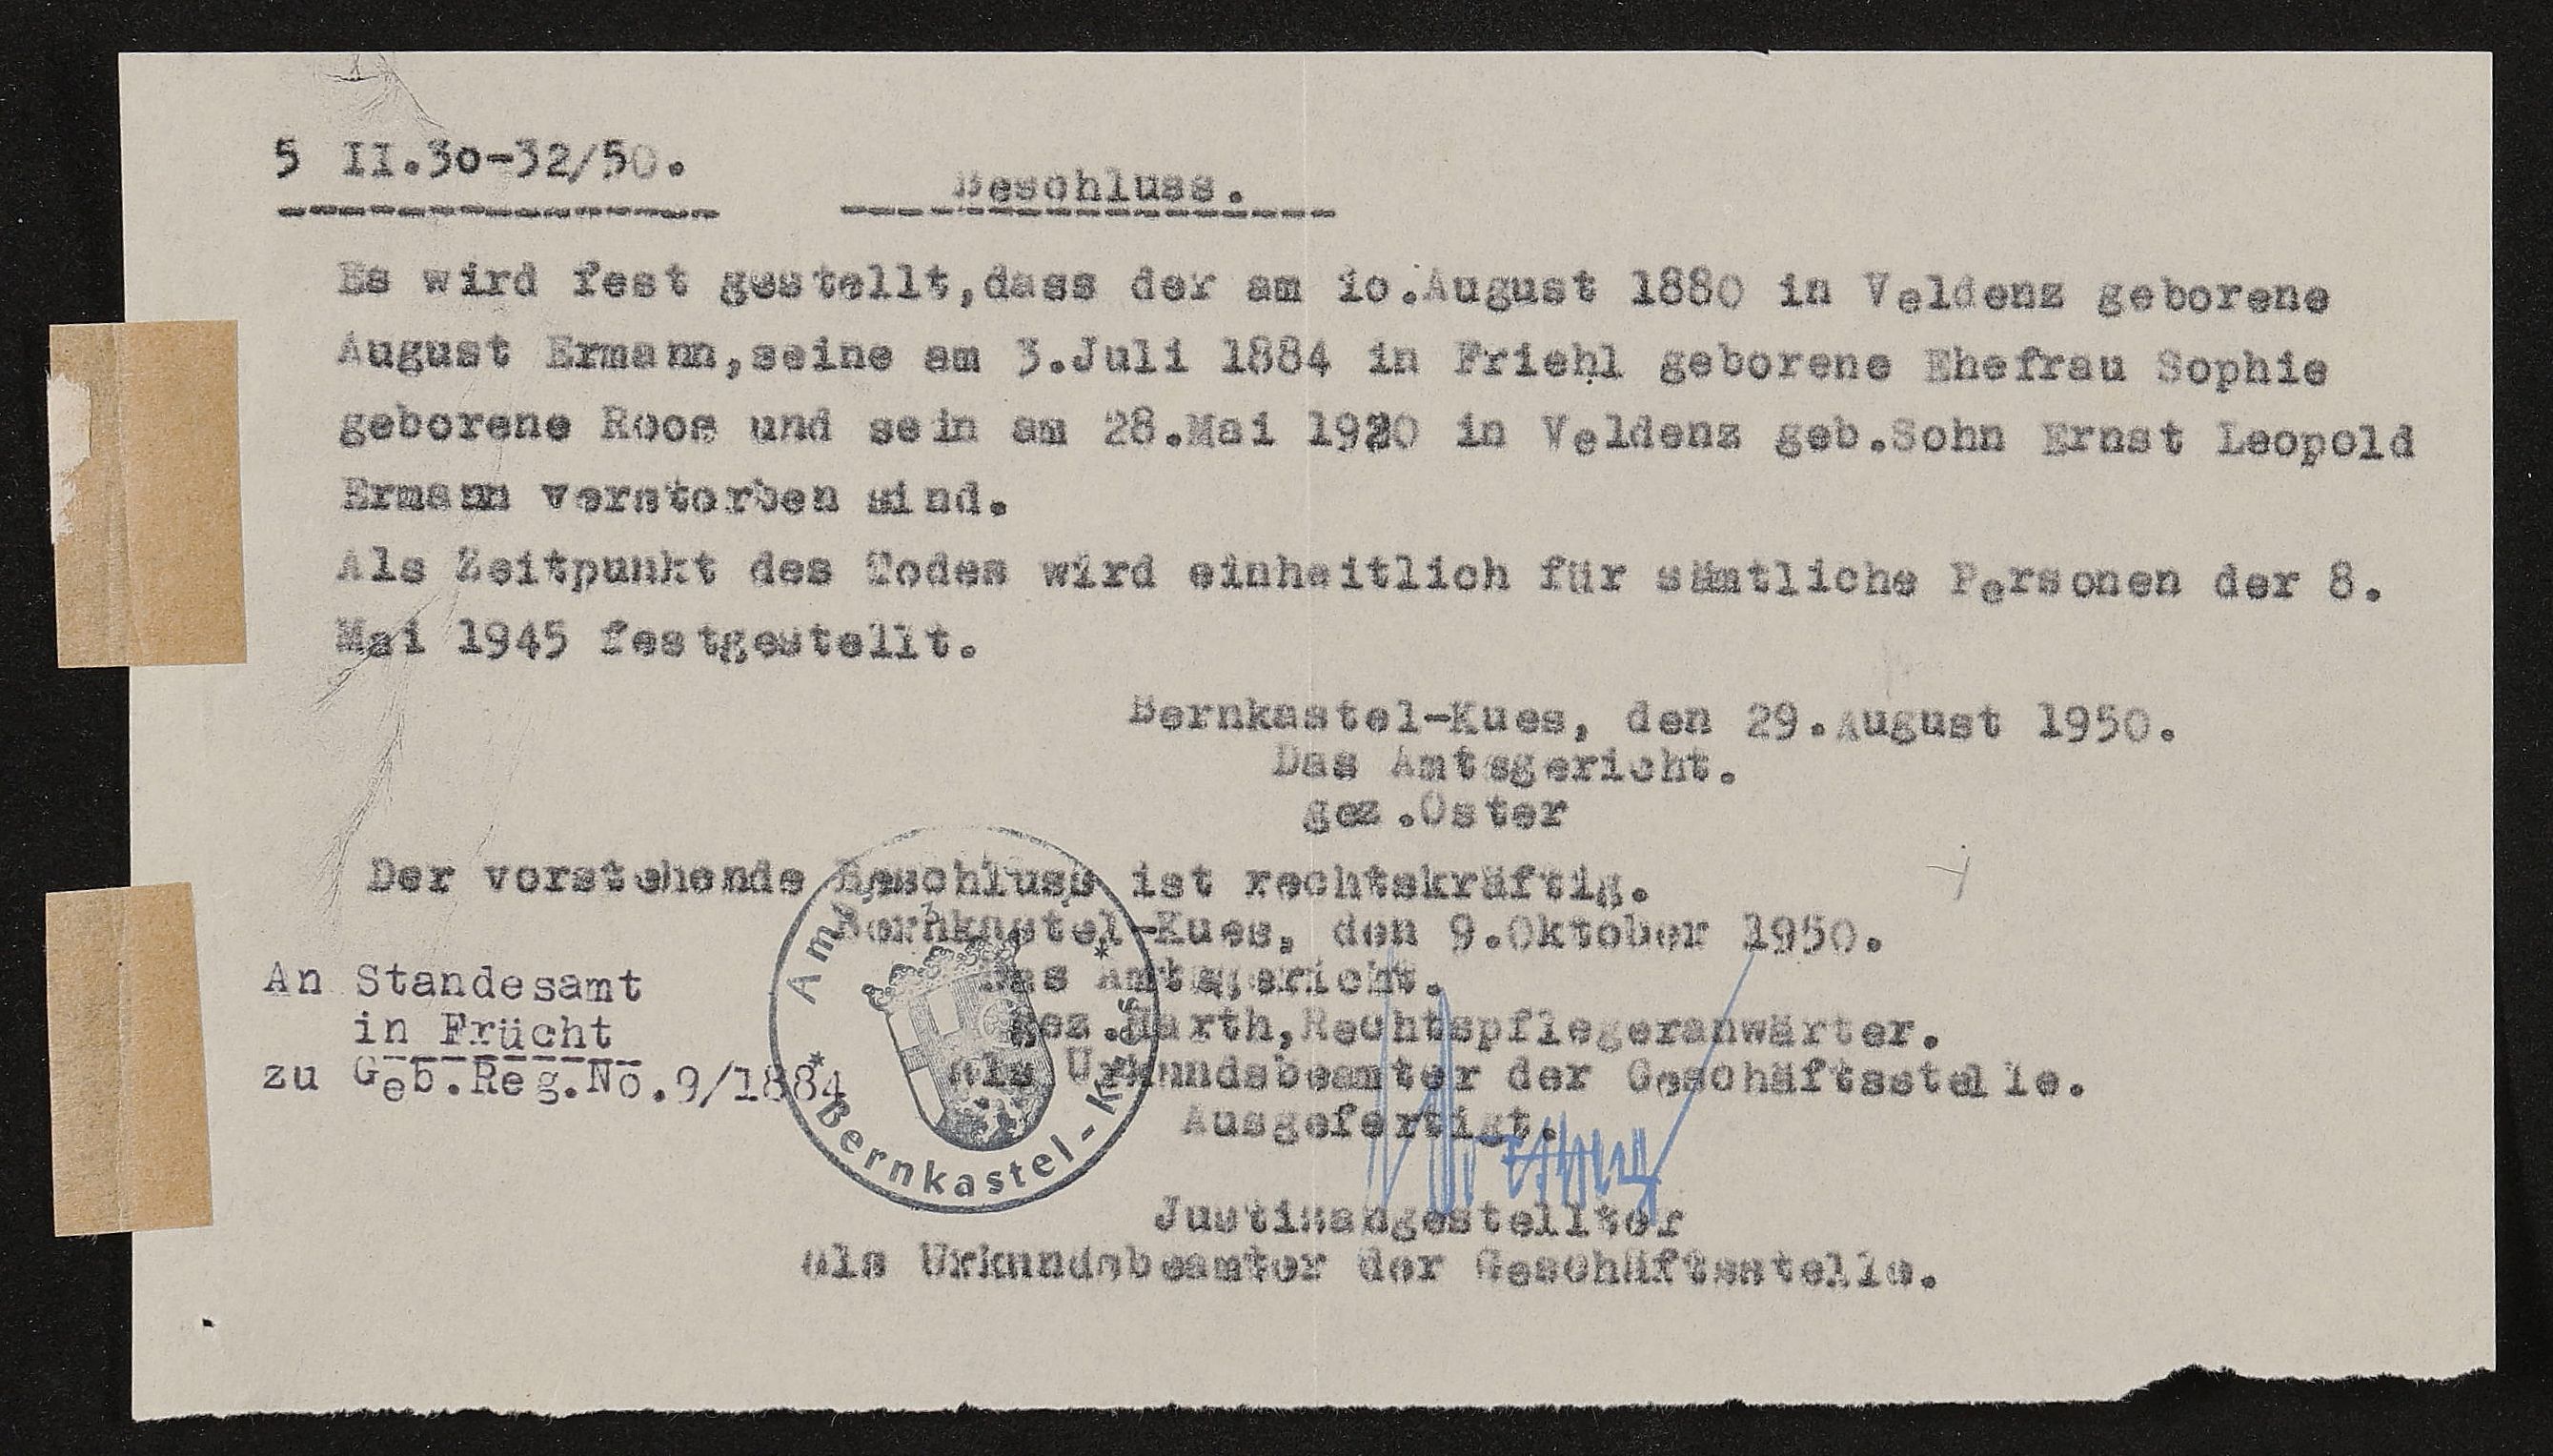 5 II.3o-32/50.
Beschluss.
Es wird fest gestellt,dass der am 1o.August 1880 in Veldenz geborene
August Ermann,seine am 3.Juli 1884 in Friehl geborene Ehefrau Sophie
geborene Roos und sein am 28.Mai 1920 in Veldenz geb.Sohn Ernst Leopold
Ermann verstorben sind.
Als Zeitpunkt des Todes wird einheitlich für sämtliche Personen der 8.
Mai 1945 festgestellt.
Bernkastel-Kues, den 29.August 1950.
Das Amtsgericht.
gez.Oster
Der vorstehende Beschluss ist rechtskräftig.
Bernkastel-Kues, den 9.Oktober 1950.
Das Amtsgericht.
gez.Barth,Rechtspflegeranwärter.
als Urkundsbeamter der Geschäftsstelle.
Ausgefertigt.
Justizangestellter
als Urkundsbeamter der Geschäftsstelle.
An Standesamt
in Frücht
zu Geb.Reg.No.9/1884
Bernkastel-Kues